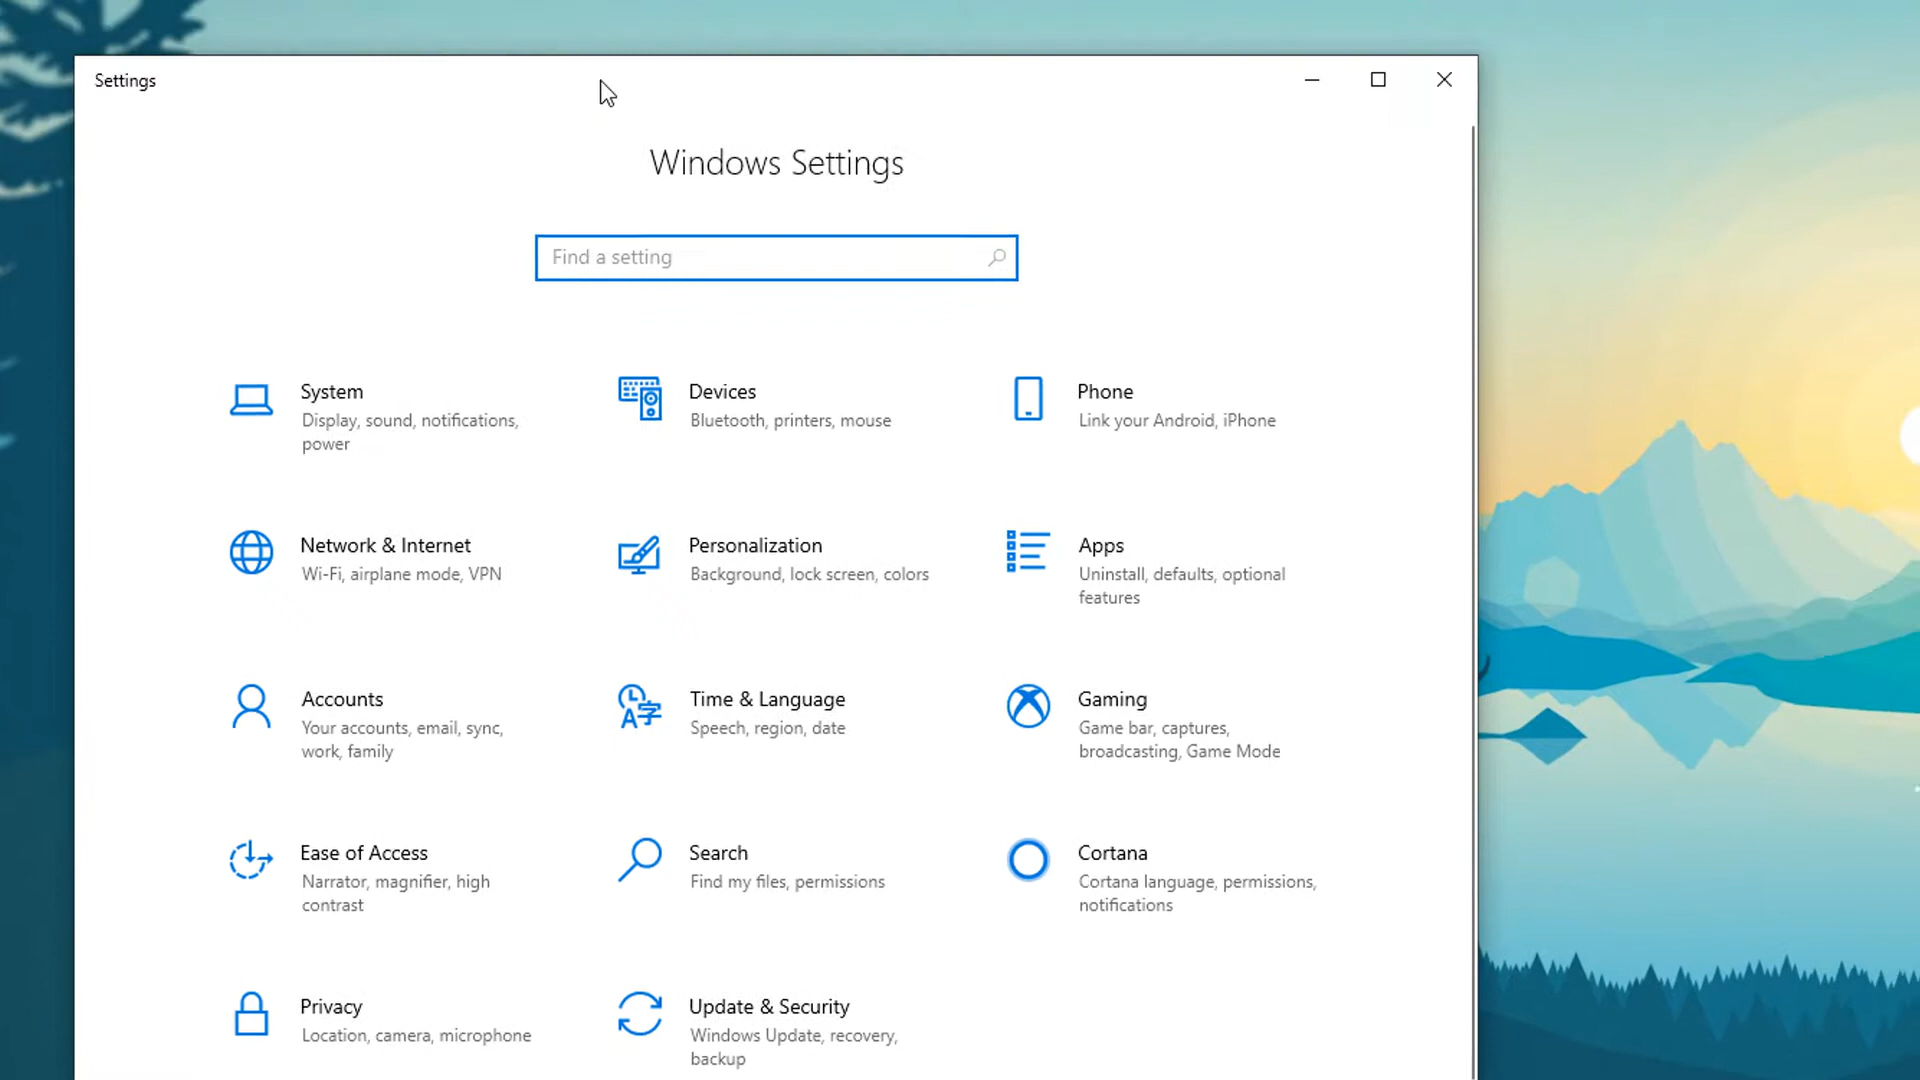 Settings
Windows Settings
Find a setting
System
Display, sound, notifications,
power
Devices
Bluetooth, printers, mouse
Phone
Link your Android, iPhone
Network & Internet
Wi-Fi, airplane mode, VPN
Personalization
Background, lock screen, colors
Apps
Uninstall, defaults, optional
features
Accounts
Your accounts, email, sync,
work, family
Time & Language
Speech, region, date
Gaming
Game bar, captures,
broadcasting, Game Mode
Ease of Access
Narrator, magnifier, high
contrast
Search
Find my files, permissions
Cortana
Cortana language, permissions,
notifications
Privacy
Location, camera, microphone
Update & Security
Windows Update, recovery,
backup